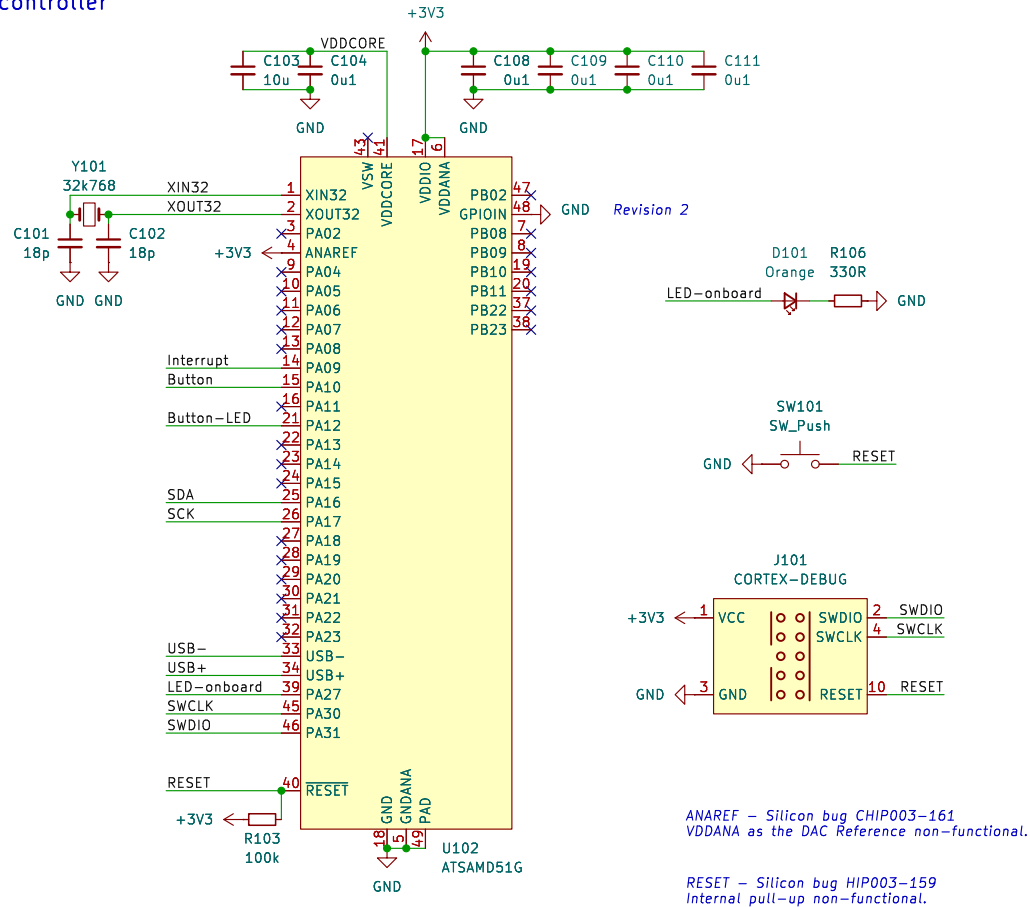 controller
+3V3
VDDCORE
C103
10u
C104
0u1
C108
0u1
C109
0u1
C110
0u1
C111
0u1
GND
GND
43
41
17
6
VSW
VDDCORE
VDDIO
VDDANA
Y101
32k768
XIN32
XOUT32
C101
18p
C102
18p
GND
GND
+3V3
1 XIN32
2 XOUT32
3 PA02
4 ANAREF
9 PA04
10 PA05
11 PA06
12 PA07
13 PA08
Interrupt 14 PA09
Button 15 PA10
16 PA11
Button-LED 21 PA12
22 PA13
23 PA14
24 PA15
SDA 25 PA16
SCK 26 PA17
27 PA18
28 PA19
29 PA20
30 PA21
31 PA22
32 PA23
USB- 33 USB-
USB+ 34 USB+
LED-onboard 39 PA27
SWCLK 45 PA30
SWDIO 46 PA31
RESET 40 RESET
+3V3
R103
100k
PB02 47
GPIOIN 48 GND
PB08 7
PB09 8
PB10 19
PB11 20
PB22 37
PB23 38
GND
GNDANA
PAD
18
5
49
GND
U102
ATSAMD51G
Revision 2
D101
Orange
R106
330R
LED-onboard
GND
SW101
SW_Push
GND
RESET
J101
CORTEX-DEBUG
+3V3 1 VCC
SWDIO 2 SWDIO
SWCLK 4 SWCLK
GND 3 GND
RESET 10 RESET
ANAREF - Silicon bug CHIP003-161
VDDANA as the DAC Reference non-functional.
RESET - Silicon bug HIP003-159
Internal pull-up non-functional.